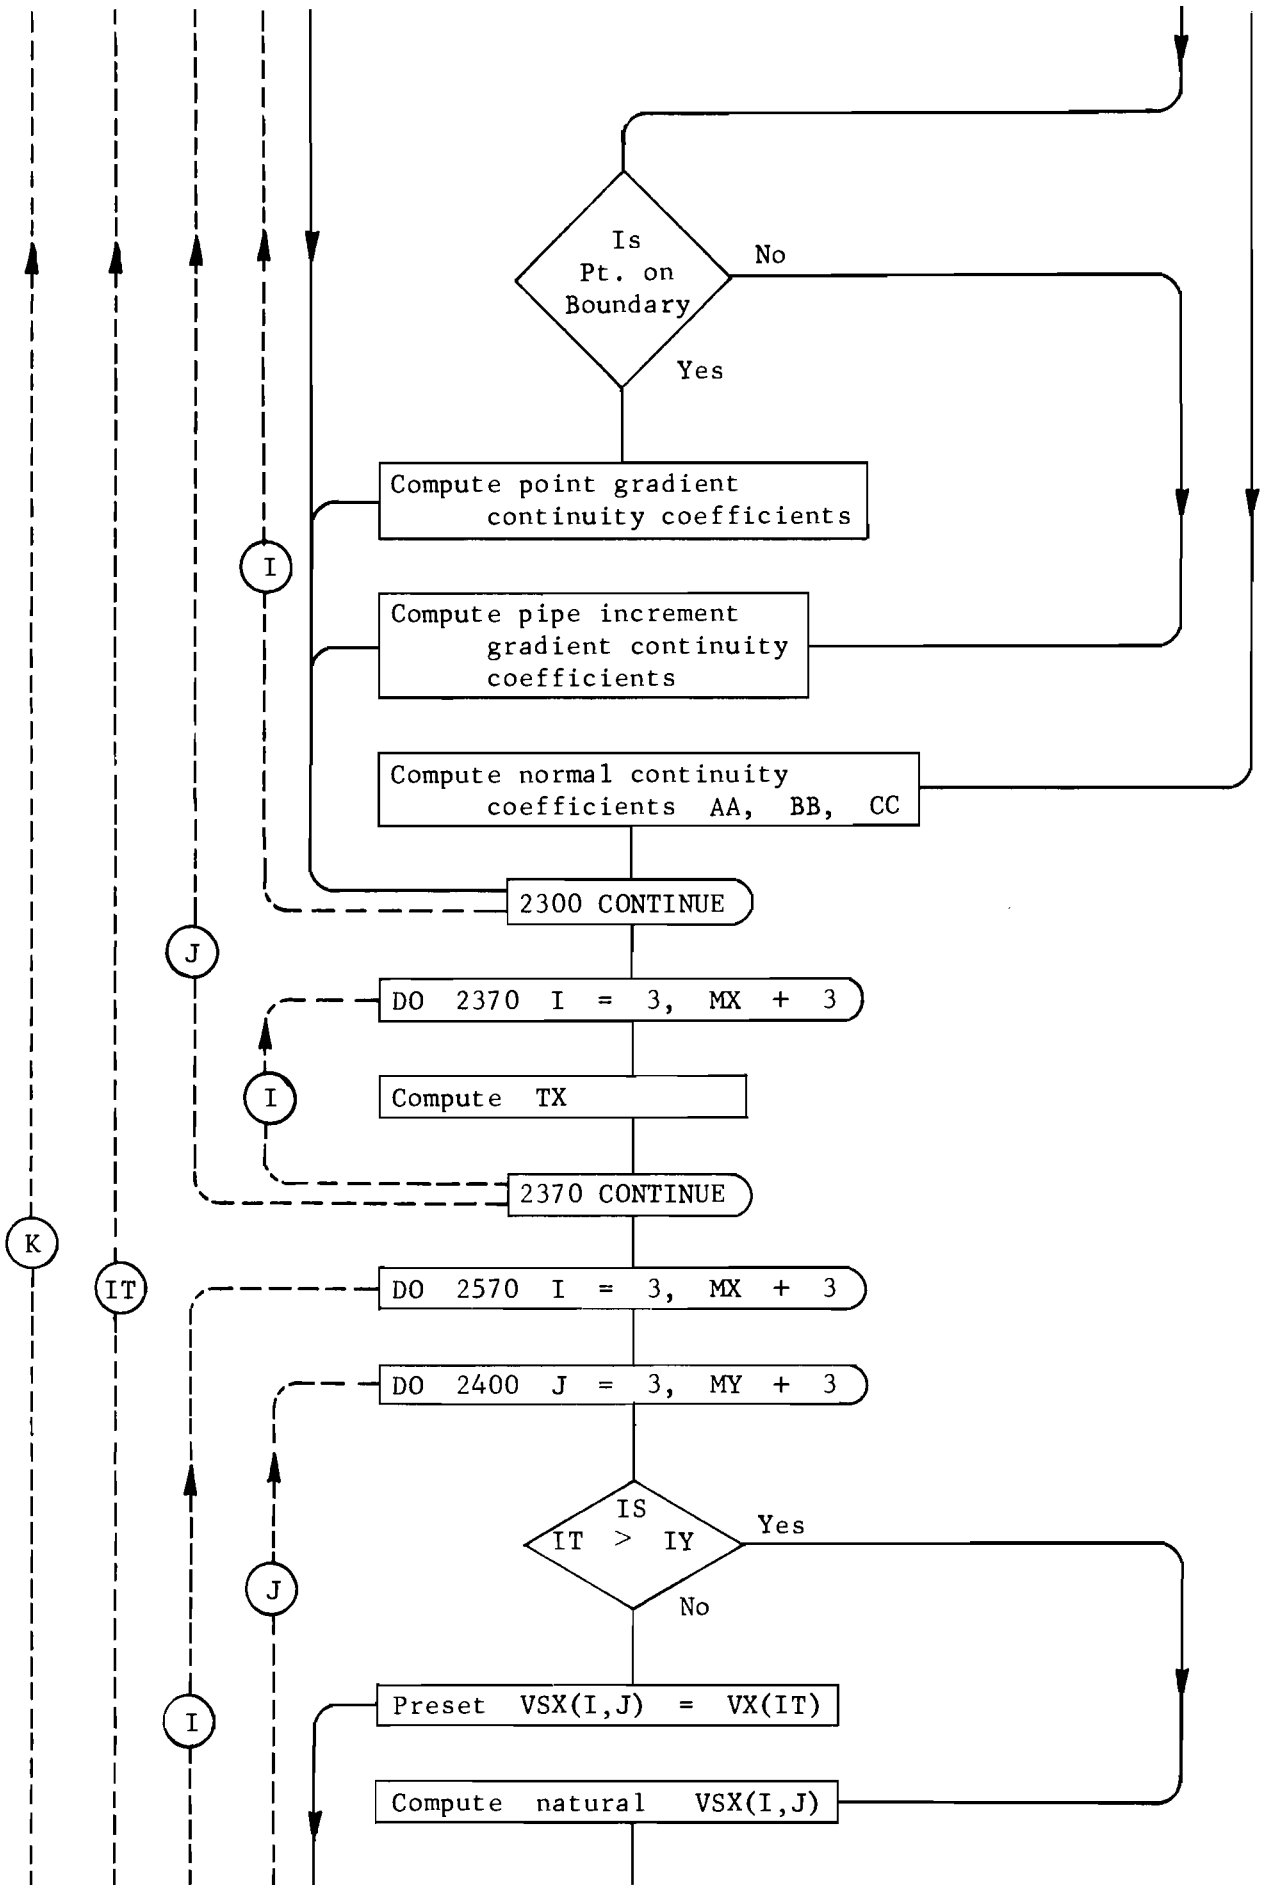 Is
Pt. on
Boundary
No
Yes
Compute point gradient
continuity coefficients
I
Compute pipe increment
gradient continuity
coefficients
Compute normal continuity
coefficients AA, BB, CC
2300 CONTINUE
J
DO 2370 I = 3, MX + 3
I
Compute TX
2370 CONTINUE
K
IT
DO 2570 I = 3, MX + 3
DO 2400 J = 3, MY + 3
IS
IT > IY
Yes
J
No
I
Preset VSX(I,J) = VX(IT)
Compute natural VSX(I,J)